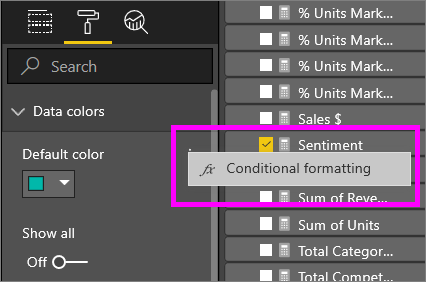 Search
Data colors
Default color
Show all
Off
% Units Mark...
% Units Mark...
% Units Mark...
% Units Mark...
Sales $
Sentiment
fx Conditional formatting
Sum of Reve...
Sum of Units
Total Categor...
Total Compet...